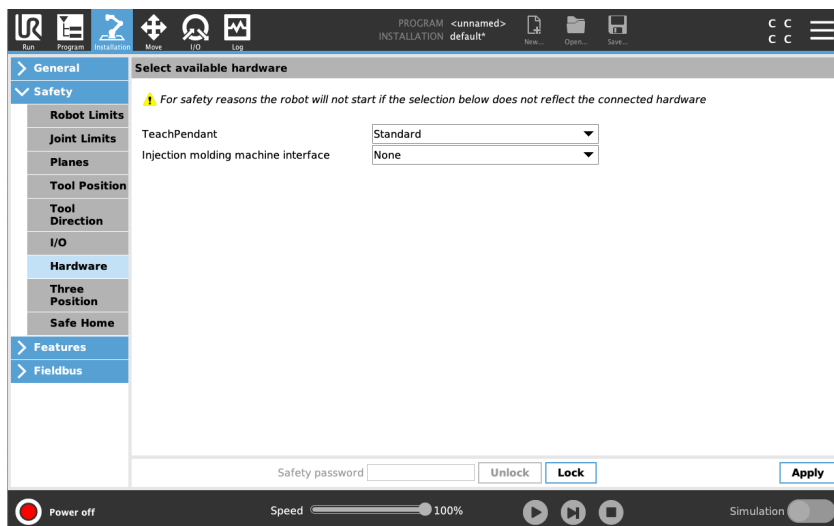 UR
Run
Program
Installation
Move
I/O
Log
PROGRAM <unnamed>
INSTALLATION default*
New...
Open...
Save...
C C
C C
General
Safety
Robot Limits
Joint Limits
Planes
Tool Position
Tool
Direction
I/O
Hardware
Three
Position
Safe Home
Features
Fieldbus
Select available hardware
For safety reasons the robot will not start if the selection below does not reflect the connected hardware
TeachPendant Standard
Injection molding machine interface None
Safety password Unlock Lock Apply
Power off Speed 100% Simulation